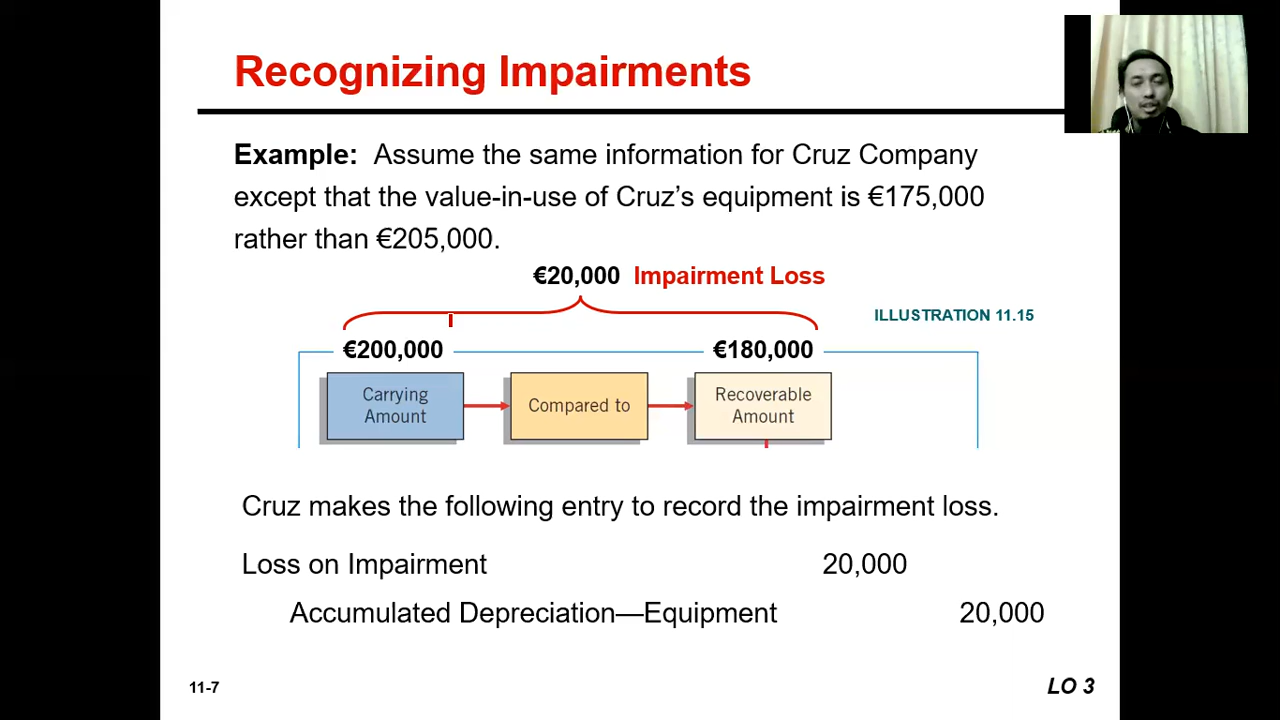 Recognizing Impairments
Example: Assume the same information for Cruz Company
except that the value-in-use of Cruz’s equipment is €175,000
rather than €205,000.
€20,000 Impairment Loss
ILLUSTRATION 11.15
€200,000 €180,000
Carrying Amount
Compared to
Recoverable Amount
Cruz makes the following entry to record the impairment loss.
Loss on Impairment 20,000
Accumulated Depreciation—Equipment 20,000
11-7 LO 3